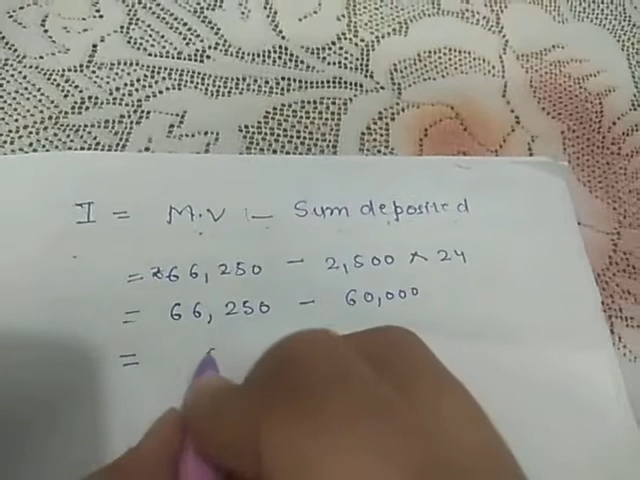 I = M.V - Sum deposited
= ₹66,250 - 2,500 × 24
= 66,250 - 60,000
=